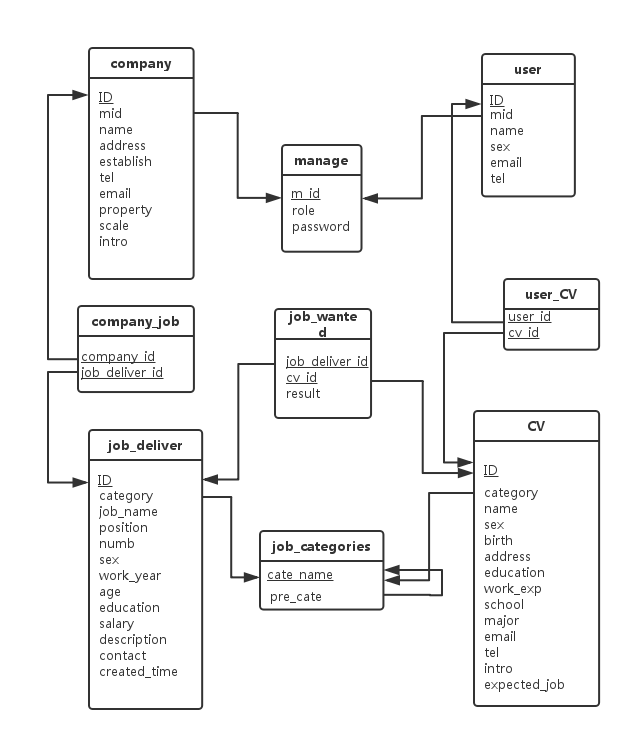 company
ID
mid
name
address
establish
tel
email
property
scale
intro
user
ID
mid
name
sex
email
tel
manage
m_id
role
password
company_job
company_id
job_deliver_id
job_wante
d
job_deliver_id
cv_id
result
user_CV
user_id
cv_id
job_deliver
ID
category
job_name
position
numb
sex
work_year
age
education
salary
description
contact
created_time
job_categories
cate_name
pre_cate
CV
ID
category
name
sex
birth
address
education
work_exp
school
major
email
tel
intro
expected_job